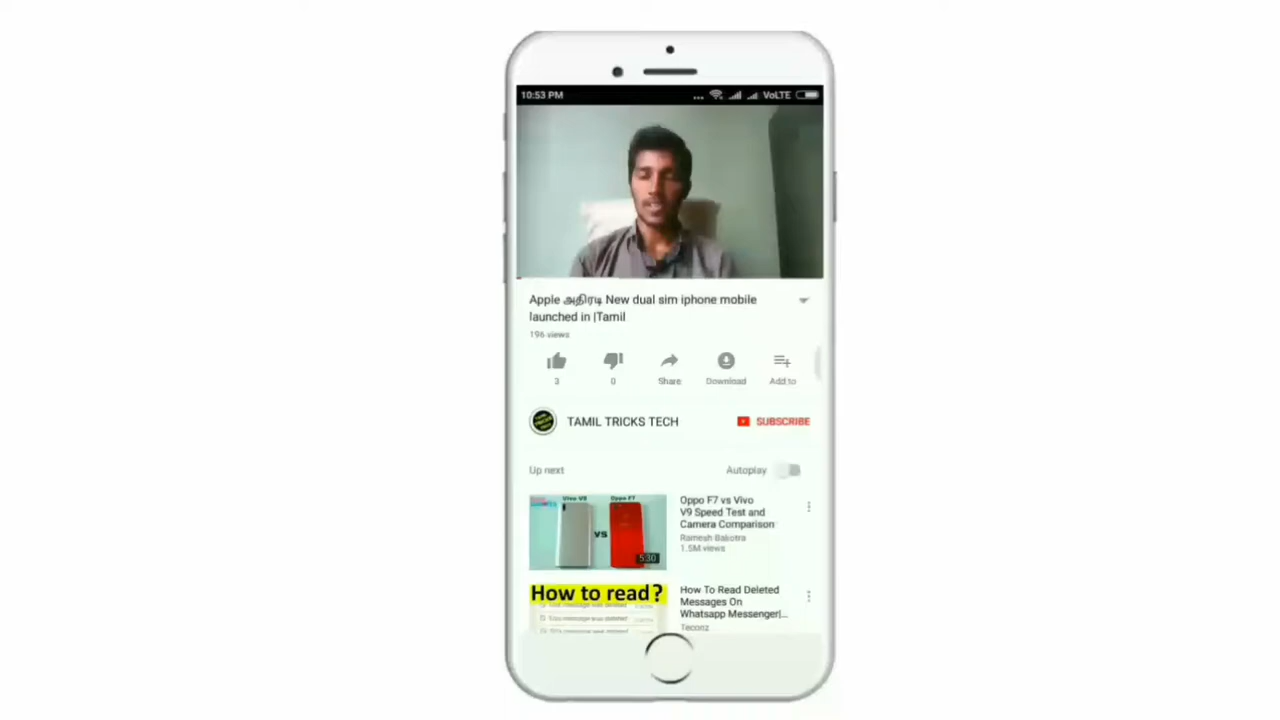 10:53 PM
... VoLTE
Apple அதிரடி New dual sim iphone mobile
launched in |Tamil
196 views
3
0
Share
Download
Add to
TAMIL TRICKS TECH
SUBSCRIBE
Up next
Autoplay
Vivo V9
Oppo F7
vs
5:30
Oppo F7 vs Vivo
V9 Speed Test and
Camera Comparison
Ramesh Bakotra
1.5M views
How to read?
How To Read Deleted
Messages On
Whatsapp Messenger|...
Teconz